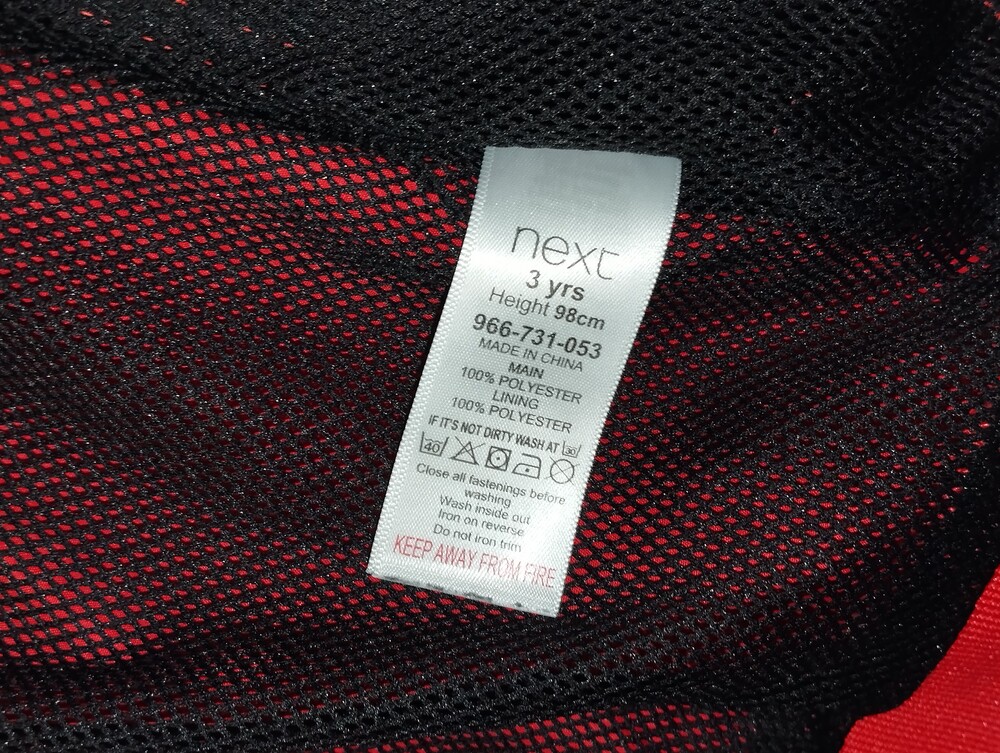 next
3 yrs
Height 98cm
966-731-053
MADE IN CHINA
MAIN
100% POLYESTER
LINING
100% POLYESTER
IF IT'S NOT DIRTY WASH AT 30
40
Close all fastenings before
washing
Wash inside out
Iron on reverse
Do not iron trim
KEEP AWAY FROM FIRE